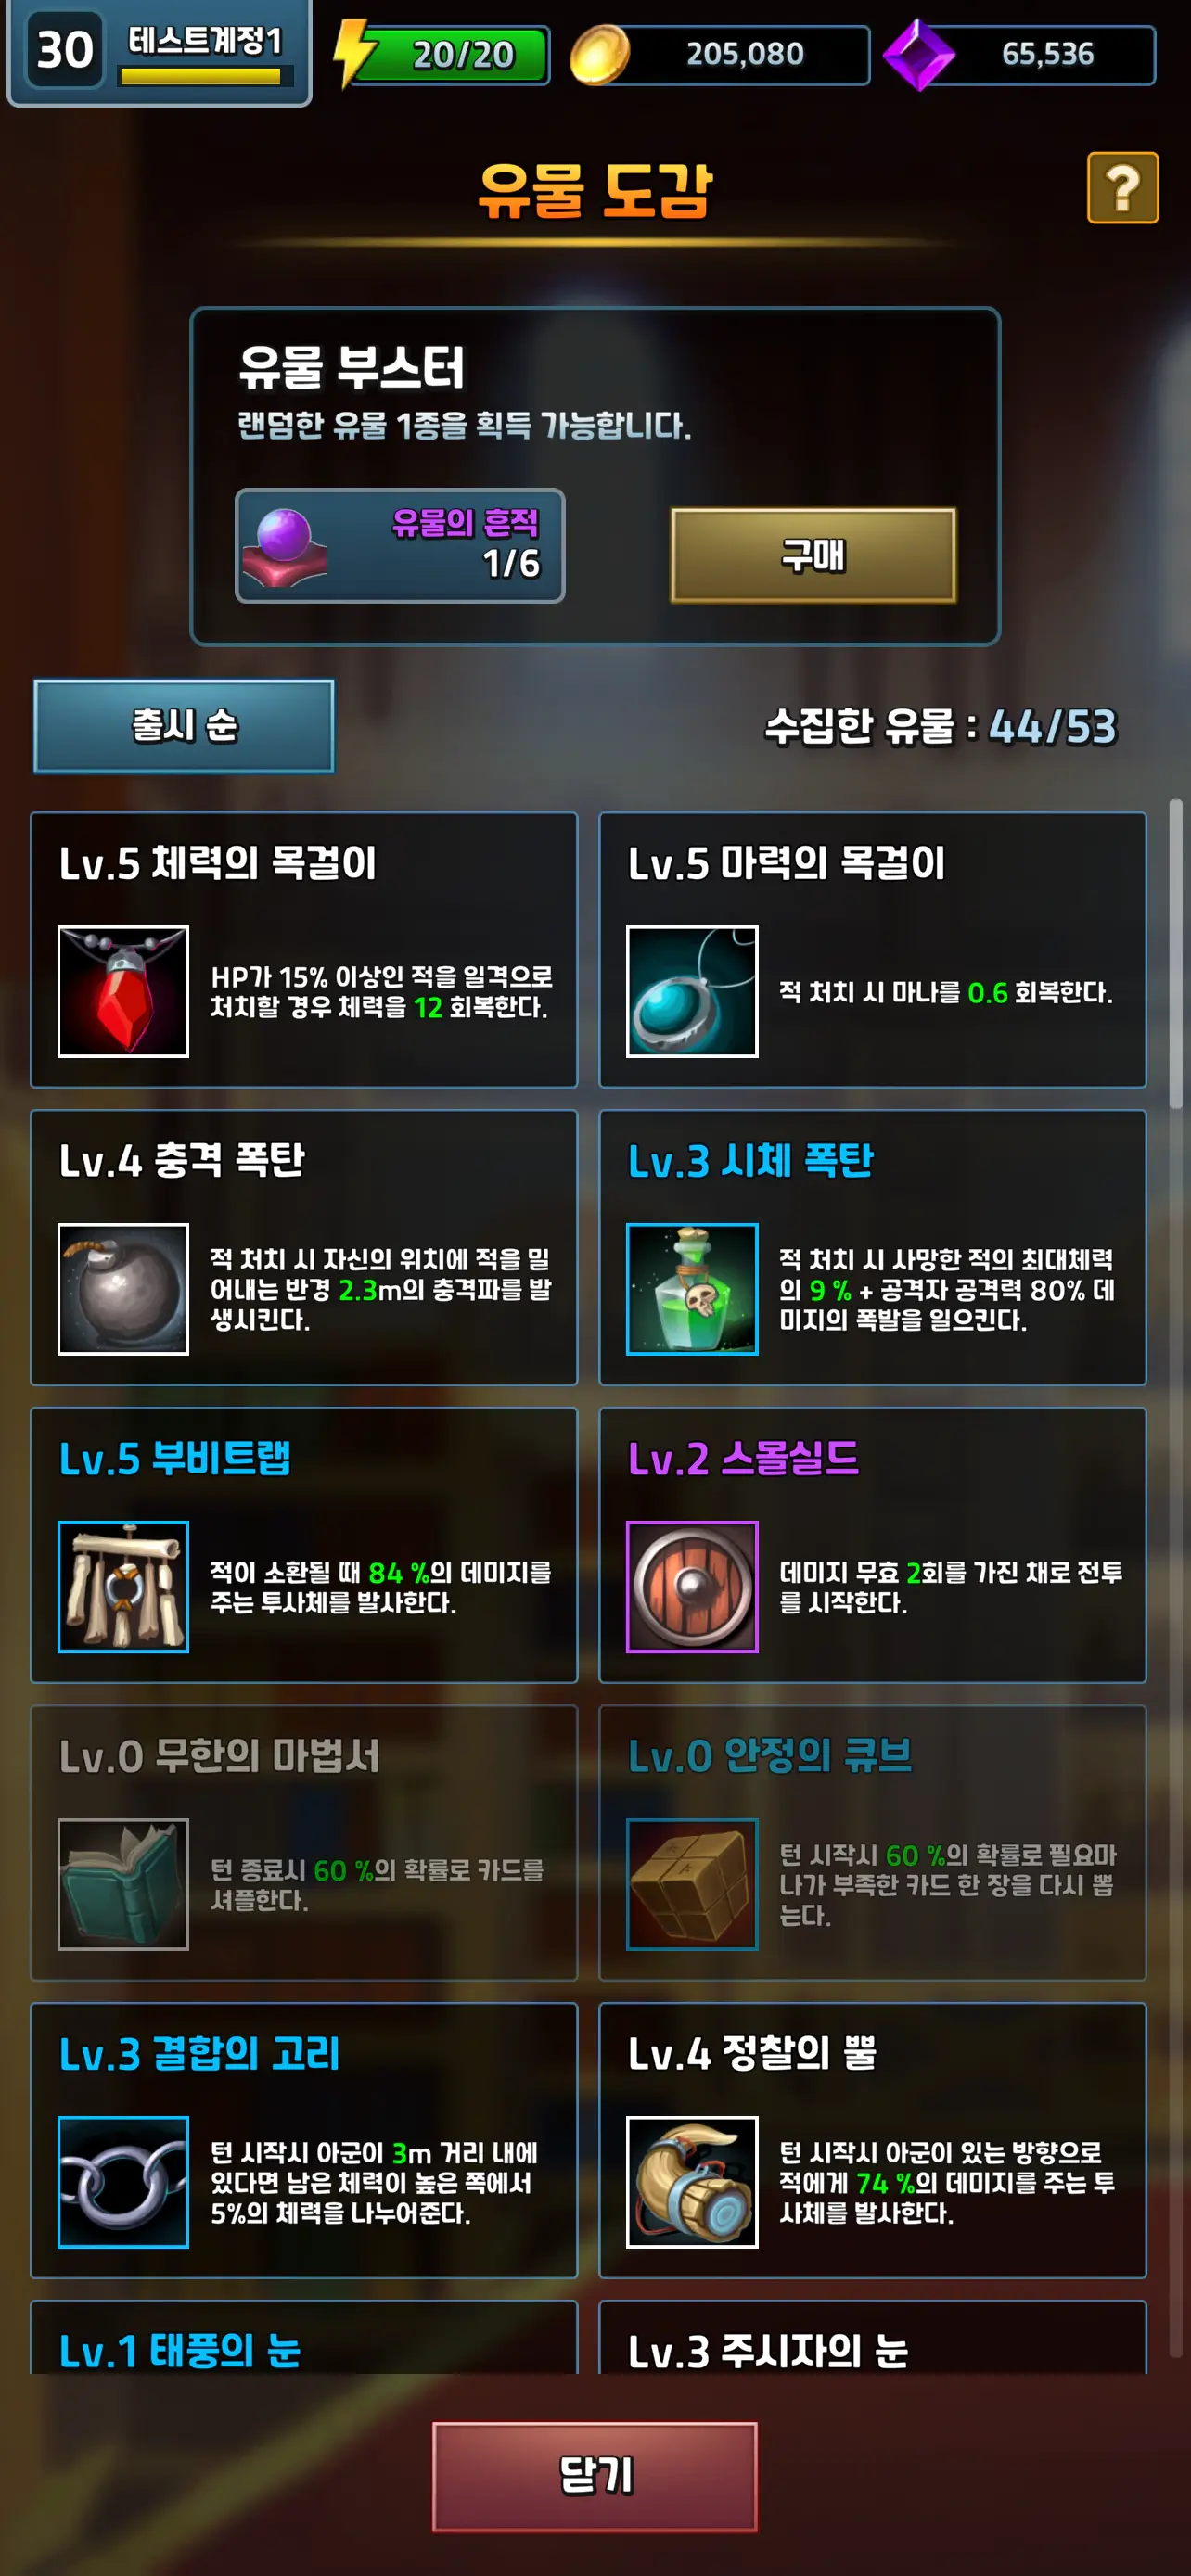 30 테스트계정1 20/20 205,080 65,536
유물 도감 ?
유물 부스터
랜덤한 유물 1종을 획득 가능합니다.
유물의 흔적
1/6
구매
출시 순
수집한 유물 : 44/53
Lv.5 체력의 목걸이
HP가 15% 이상인 적을 일격으로
처치할 경우 체력을 12 회복한다.
Lv.5 마력의 목걸이
적 처치 시 마나를 0.6 회복한다.
Lv.4 충격 폭탄
적 처치 시 자신의 위치에 적을 밀
어내는 반경 2.3m의 충격파를 발
생시킨다.
Lv.3 시체 폭탄
적 처치 시 사망한 적의 최대체력
의 9 % + 공격자 공격력 80% 데
미지의 폭발을 일으킨다.
Lv.5 부비트랩
적이 소환될 때 84 %의 데미지를
주는 투사체를 발사한다.
Lv.2 스몰실드
데미지 무효 2회를 가진 채로 전투
를 시작한다.
Lv.0 무한의 마법서
턴 종료시 60 %의 확률로 카드를
셔플한다.
Lv.0 안정의 큐브
턴 시작시 60 %의 확률로 필요마
나가 부족한 카드 한 장을 다시 뽑
는다.
Lv.3 결합의 고리
턴 시작시 아군이 3m 거리 내에
있다면 남은 체력이 높은 쪽에서
5%의 체력을 나누어준다.
Lv.4 정찰의 뿔
턴 시작시 아군이 있는 방향으로
적에게 74 %의 데미지를 주는 투
사체를 발사한다.
Lv.1 태풍의 눈
Lv.3 주시자의 눈
닫기